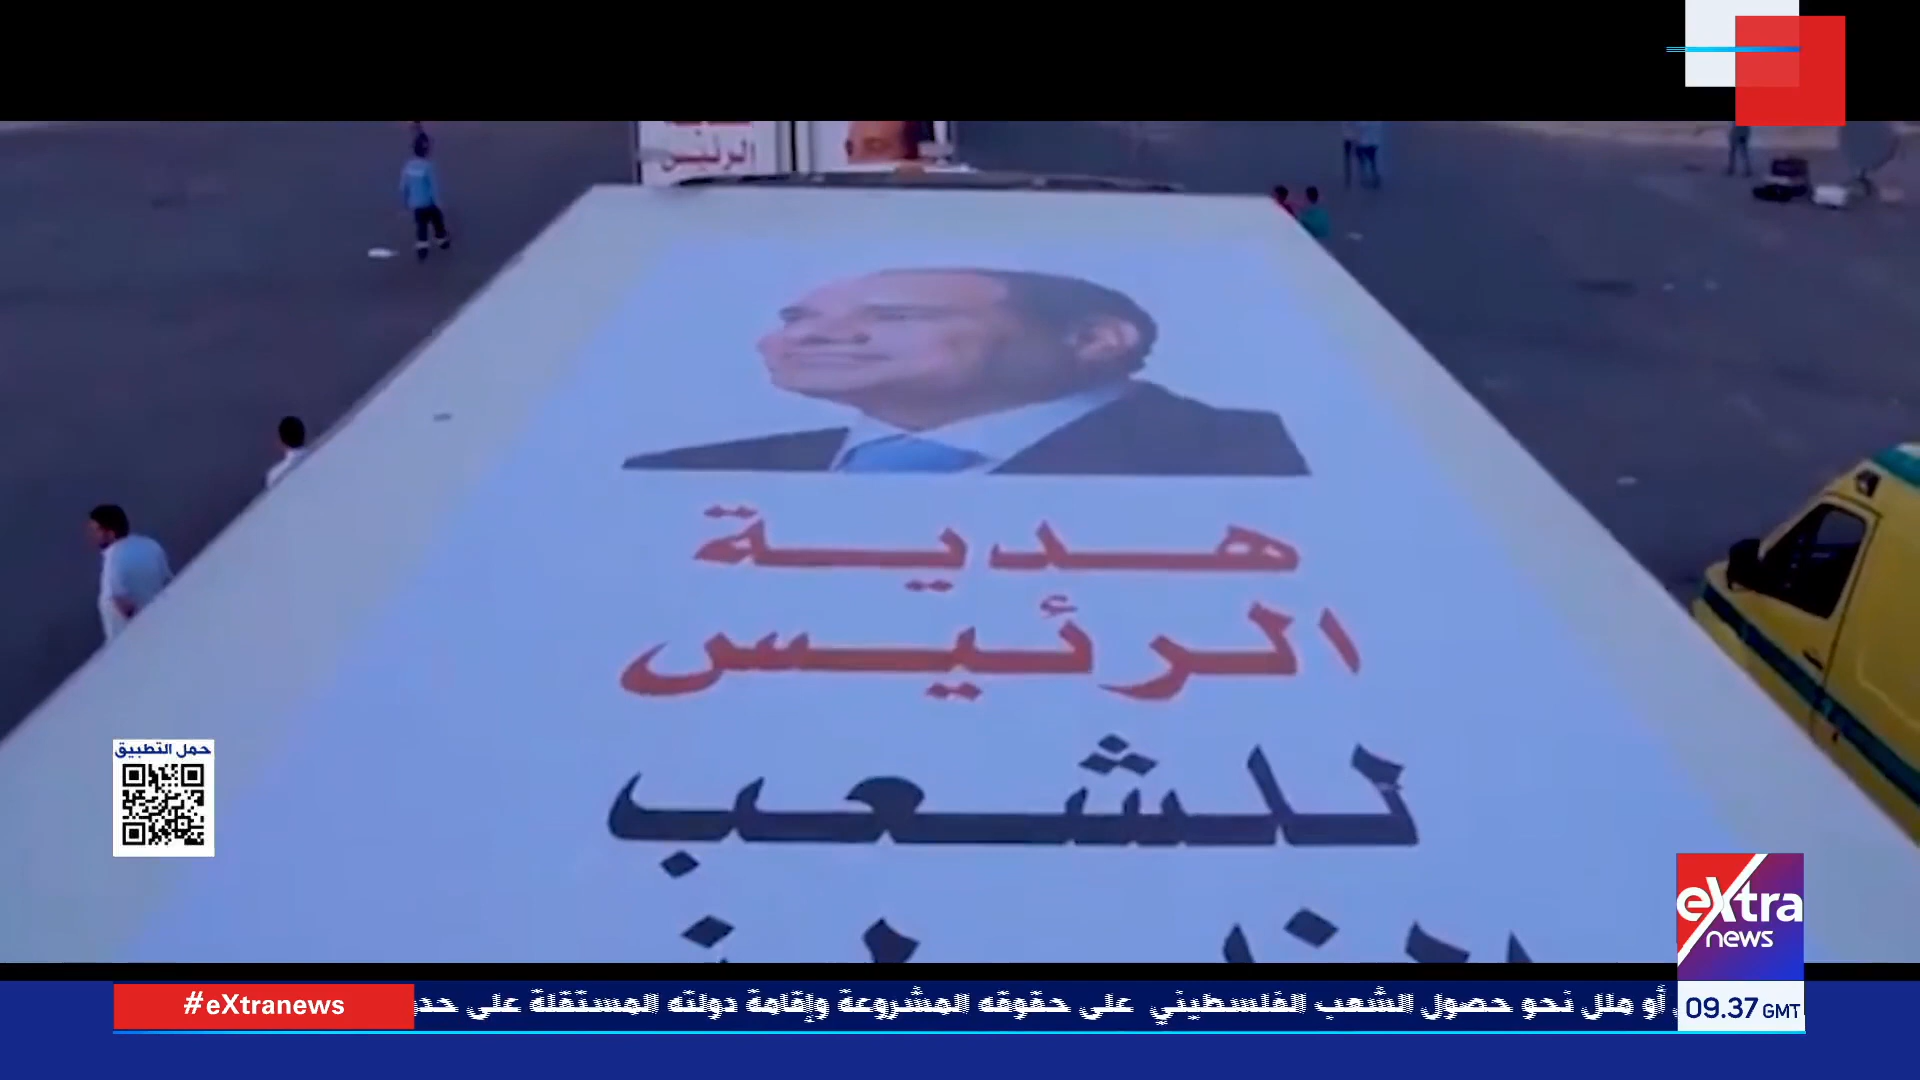 الرئيس
هدية
الرئيس
للشعب
حمل التطبيق
eXtra
news
#eXtranews
أو ملل نحو حصول الشعب الفلسطيني على حقوقه المشروعة وإقامة دولته المستقلة على
09.37 GMT